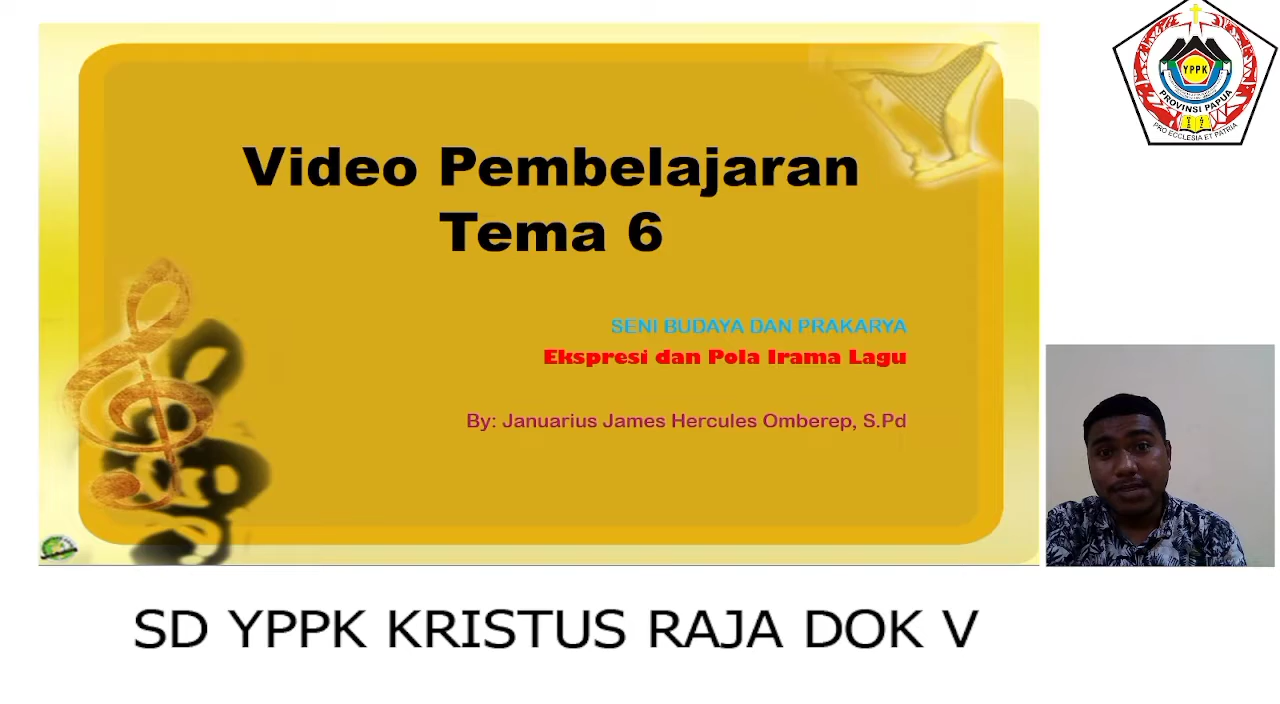 Video Pembelajaran
Tema 6
SENI BUDAYA DAN PRAKARYA
Ekspresi dan Pola Irama Lagu
By: Januarius James Hercules Omberep, S.Pd
YPPK
PROVINSI PAPUA
PRO ECCLESIA ET PATRIA
SD YPPK KRISTUS RAJA DOK V